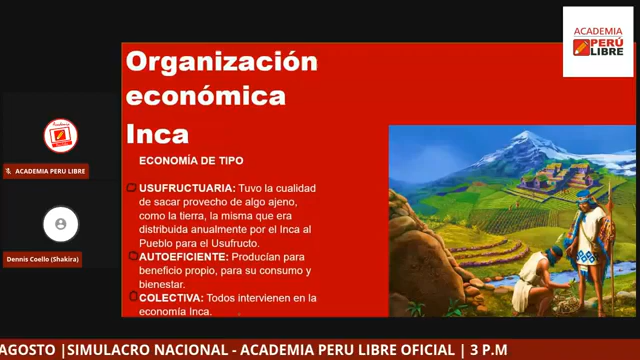 ACADEMIA
PERÚ
LIBRE
Organización
económica
Inca
ECONOMÍA DE TIPO
USUFRUCTUARIA: Tuvo la cualidad
de sacar provecho de algo ajeno,
como la tierra, la misma que era
distribuida anualmente por el Inca al
Pueblo para el Usufructo.
AUTOEFICIENTE: Producían para
beneficio propio, para su consumo y
bienestar.
COLECTIVA: Todos intervienen en la
economía Inca.
ACADEMIA PERU LIBRE
Dennis Coello (Shakira)
AGOSTO |SIMULACRO NACIONAL - ACADEMIA PERU LIBRE OFICIAL | 3 P.M